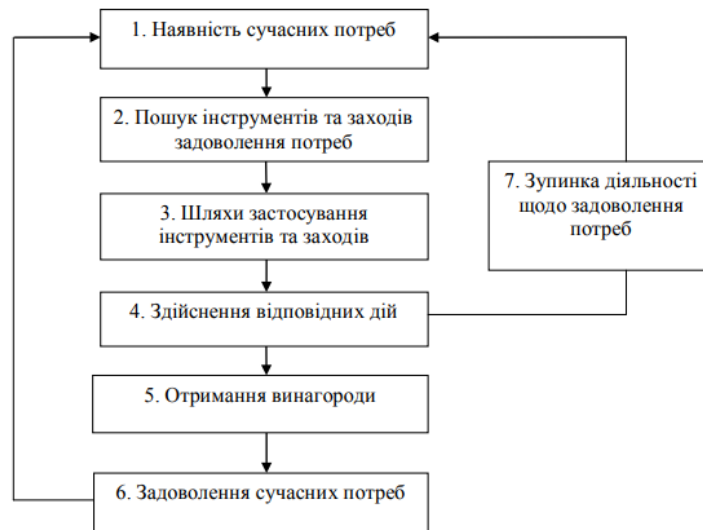 1. Наявність сучасних потреб
2. Пошук інструментів та заходів
задоволення потреб
3. Шляхи застосування
інструментів та заходів
4. Здійснення відповідних дій
5. Отримання винагороди
6. Задоволення сучасних потреб
7. Зупинка діяльності
щодо задоволення
потреб